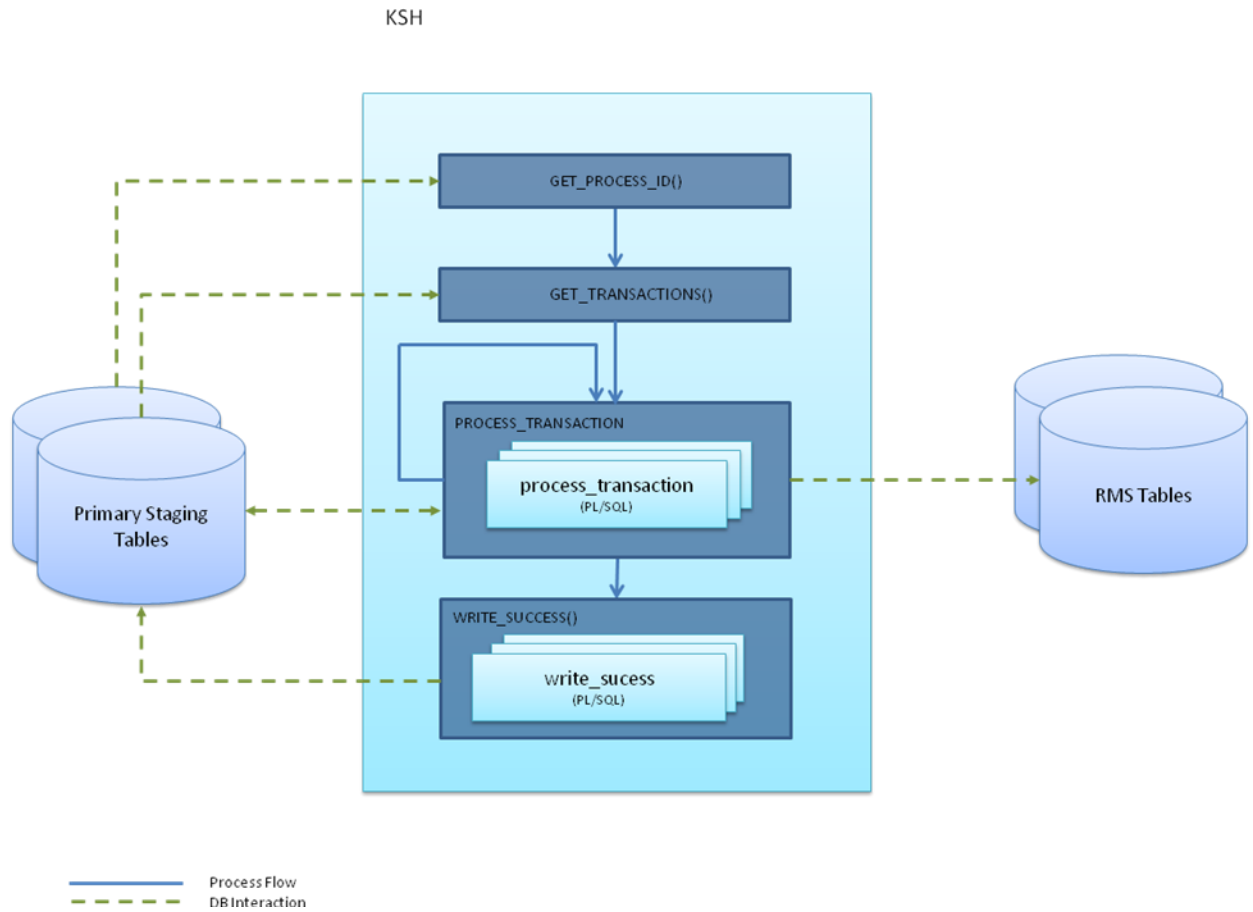 KSH
GET_PROCESS_ID()
GET_TRANSACTIONS()
PROCESS_TRANSACTION
process_transaction
(PL/SQL)
Primary Staging
Tables
RMS Tables
WRITE_SUCCESS()
write_sucess
(PL/SQL)
Process Flow
DB Interaction